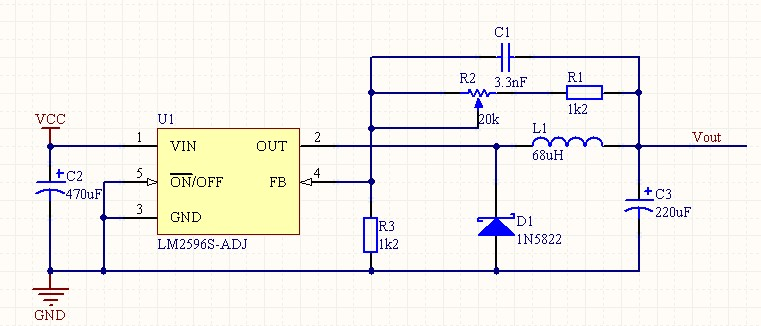 C1
3.3nF
R2
R1
20k
1k2
VCC
U1
1
VIN
OUT
2
L1
68uH
Vout
C2
470uF
5
ON/OFF
FB
4
3
GND
LM2596S-ADJ
R3
1k2
D1
1N5822
C3
220uF
GND